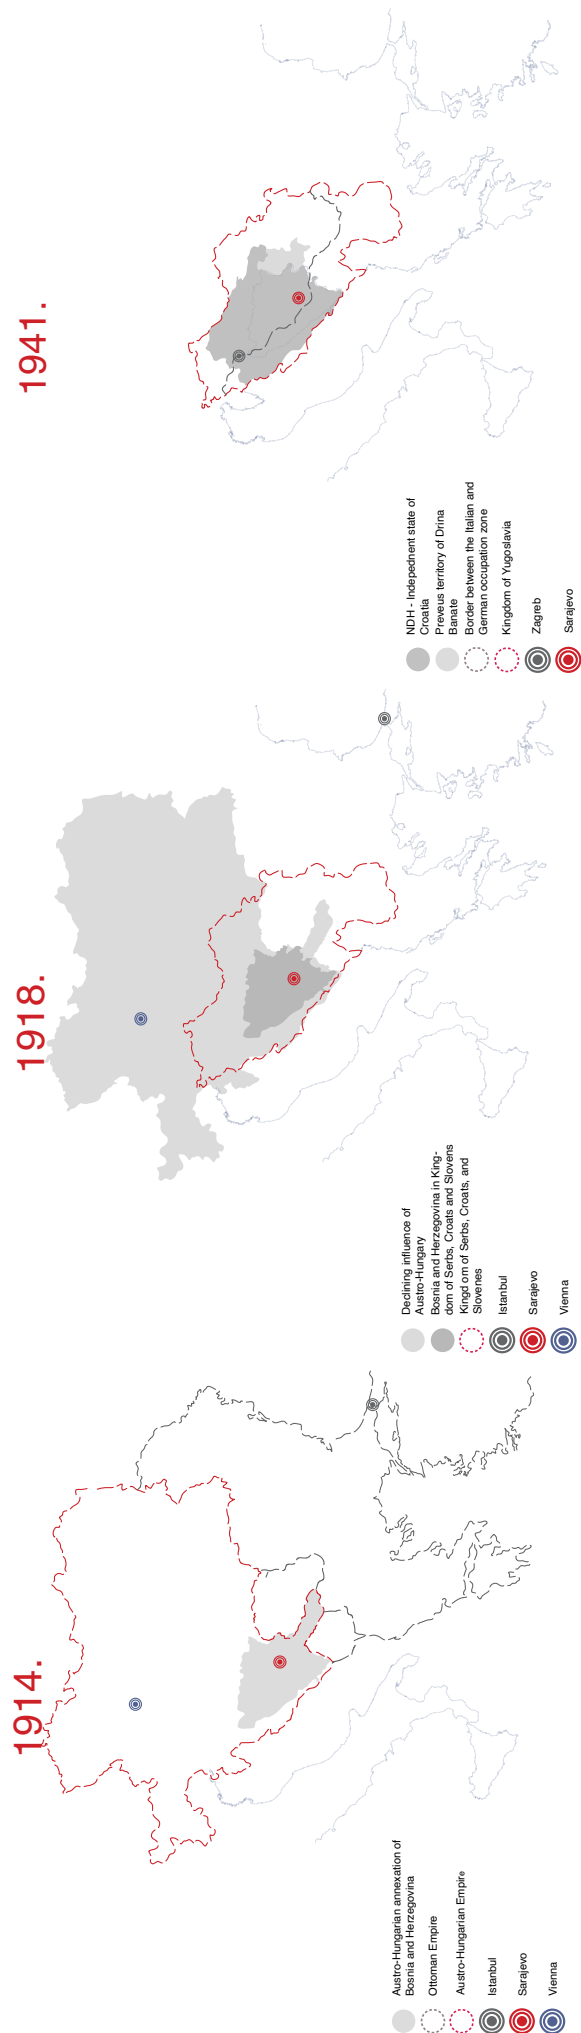 1914.
Austro-Hungarian annexation of
Bosnia and Herzegovina
Ottoman Empire
Austro-Hungarian Empire
Istanbul
Sarajevo
Vienna
1918.
Declining influence of
Austro-Hungary
Bosnia and Herzegovina in King-
dom of Serbs, Croats and Slovens
Kingd om of Serbs, Croats, and
Slovenes
Istanbul
Sarajevo
Vienna
1941.
NDH - Indepednent state of
Croatia
Preveus territory of Drina
Banate
Border between the Italian and
German occupation zone
Kingdom of Yugoslavia
Zagreb
Sarajevo